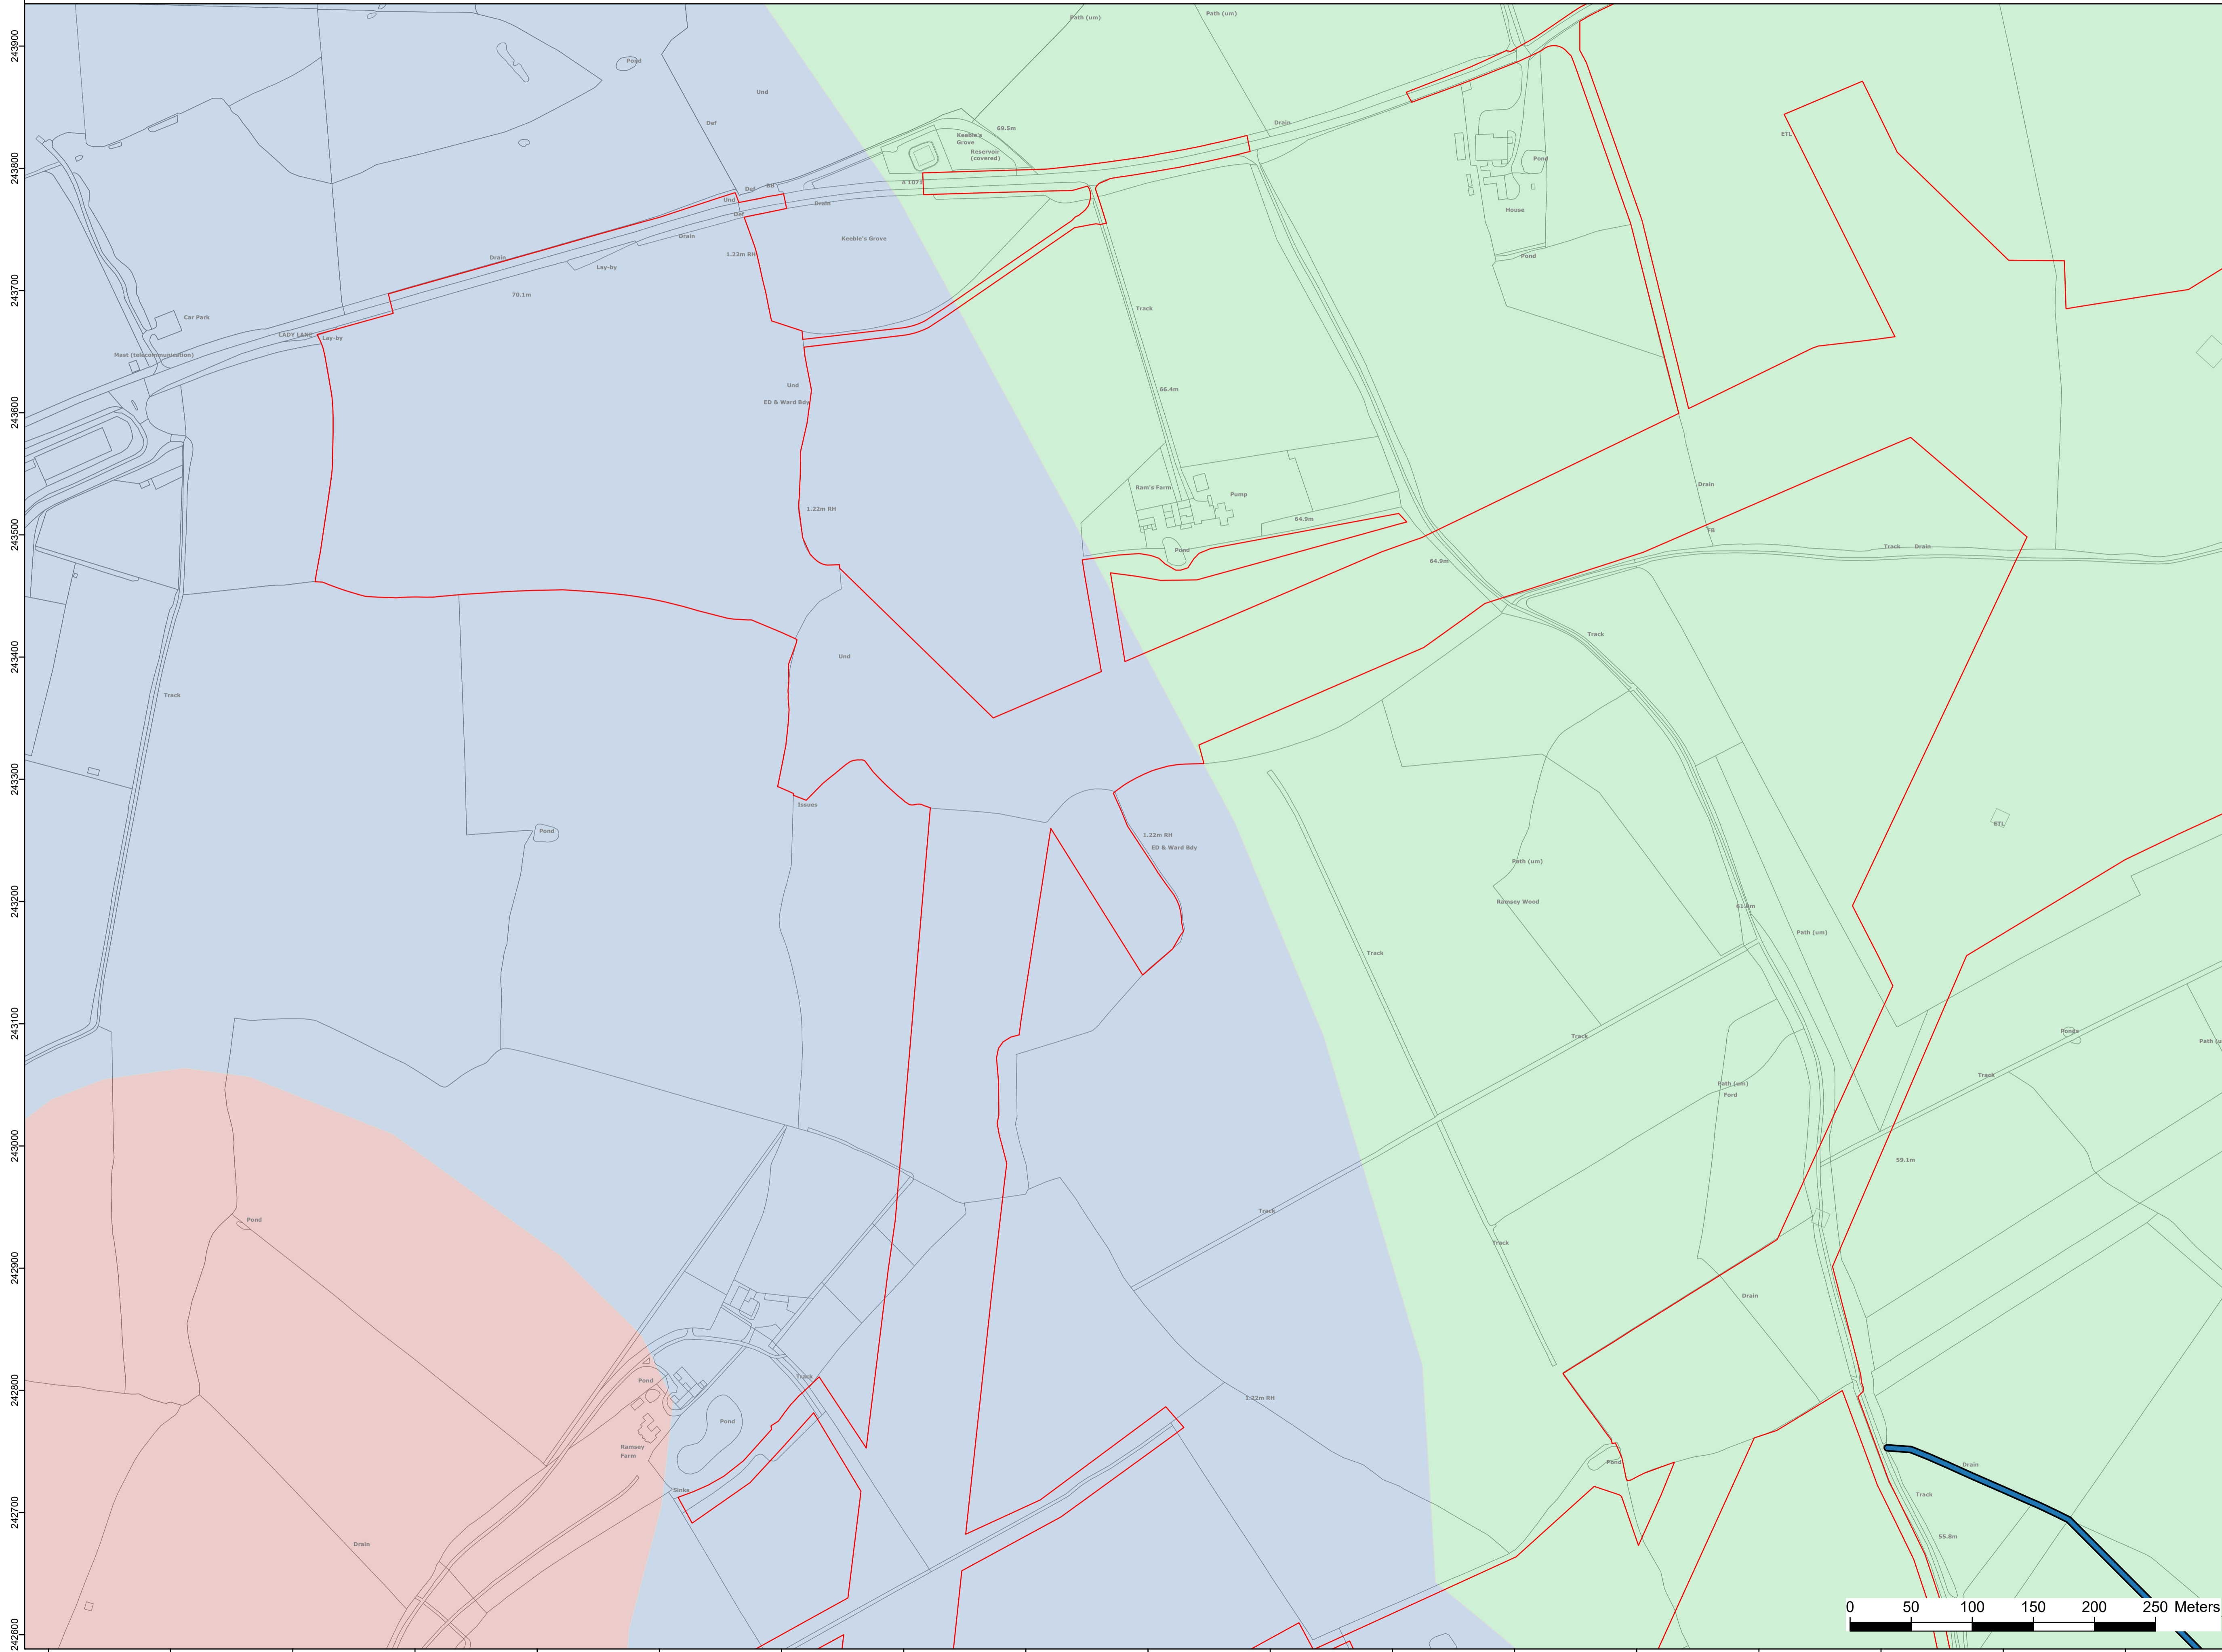 243900
243800
243700
243600
243500
243400
243300
243200
243100
243000
242900
242800
242700
242600
Path (um)
Path (um)
Pond
Und
Def
Drain
69.5m
Keeble's
Grove
Reservoir
(covered)
ETL
Pond
A 1071
Def
Und
Def
Drain
House
Drain
Keeble's Grove
1.22m RH
Drain
Lay-by
Pond
70.1m
Track
Car Park
LADY LANE
Lay-by
Mast (telecommunication)
Und
ED & Ward Bdy
66.4m
Ram's Farm
Pump
Drain
1.22m RH
64.9m
FB
Pond
Track
Drain
64.9m
Track
Und
Track
Issues
ETL
Pond
1.22m RH
ED & Ward Bdy
Path (um)
Ramsey Wood
Path (um)
Track
Track
Ponds
Track
Path (um)
Ford
59.1m
Track
Pond
Track
Drain
Track
Pond
1.22m RH
Pond
Ramsey
Farm
Sinks
Pond
Drain
Track
55.8m
Drain
0 50 100 150 200 250 Meters